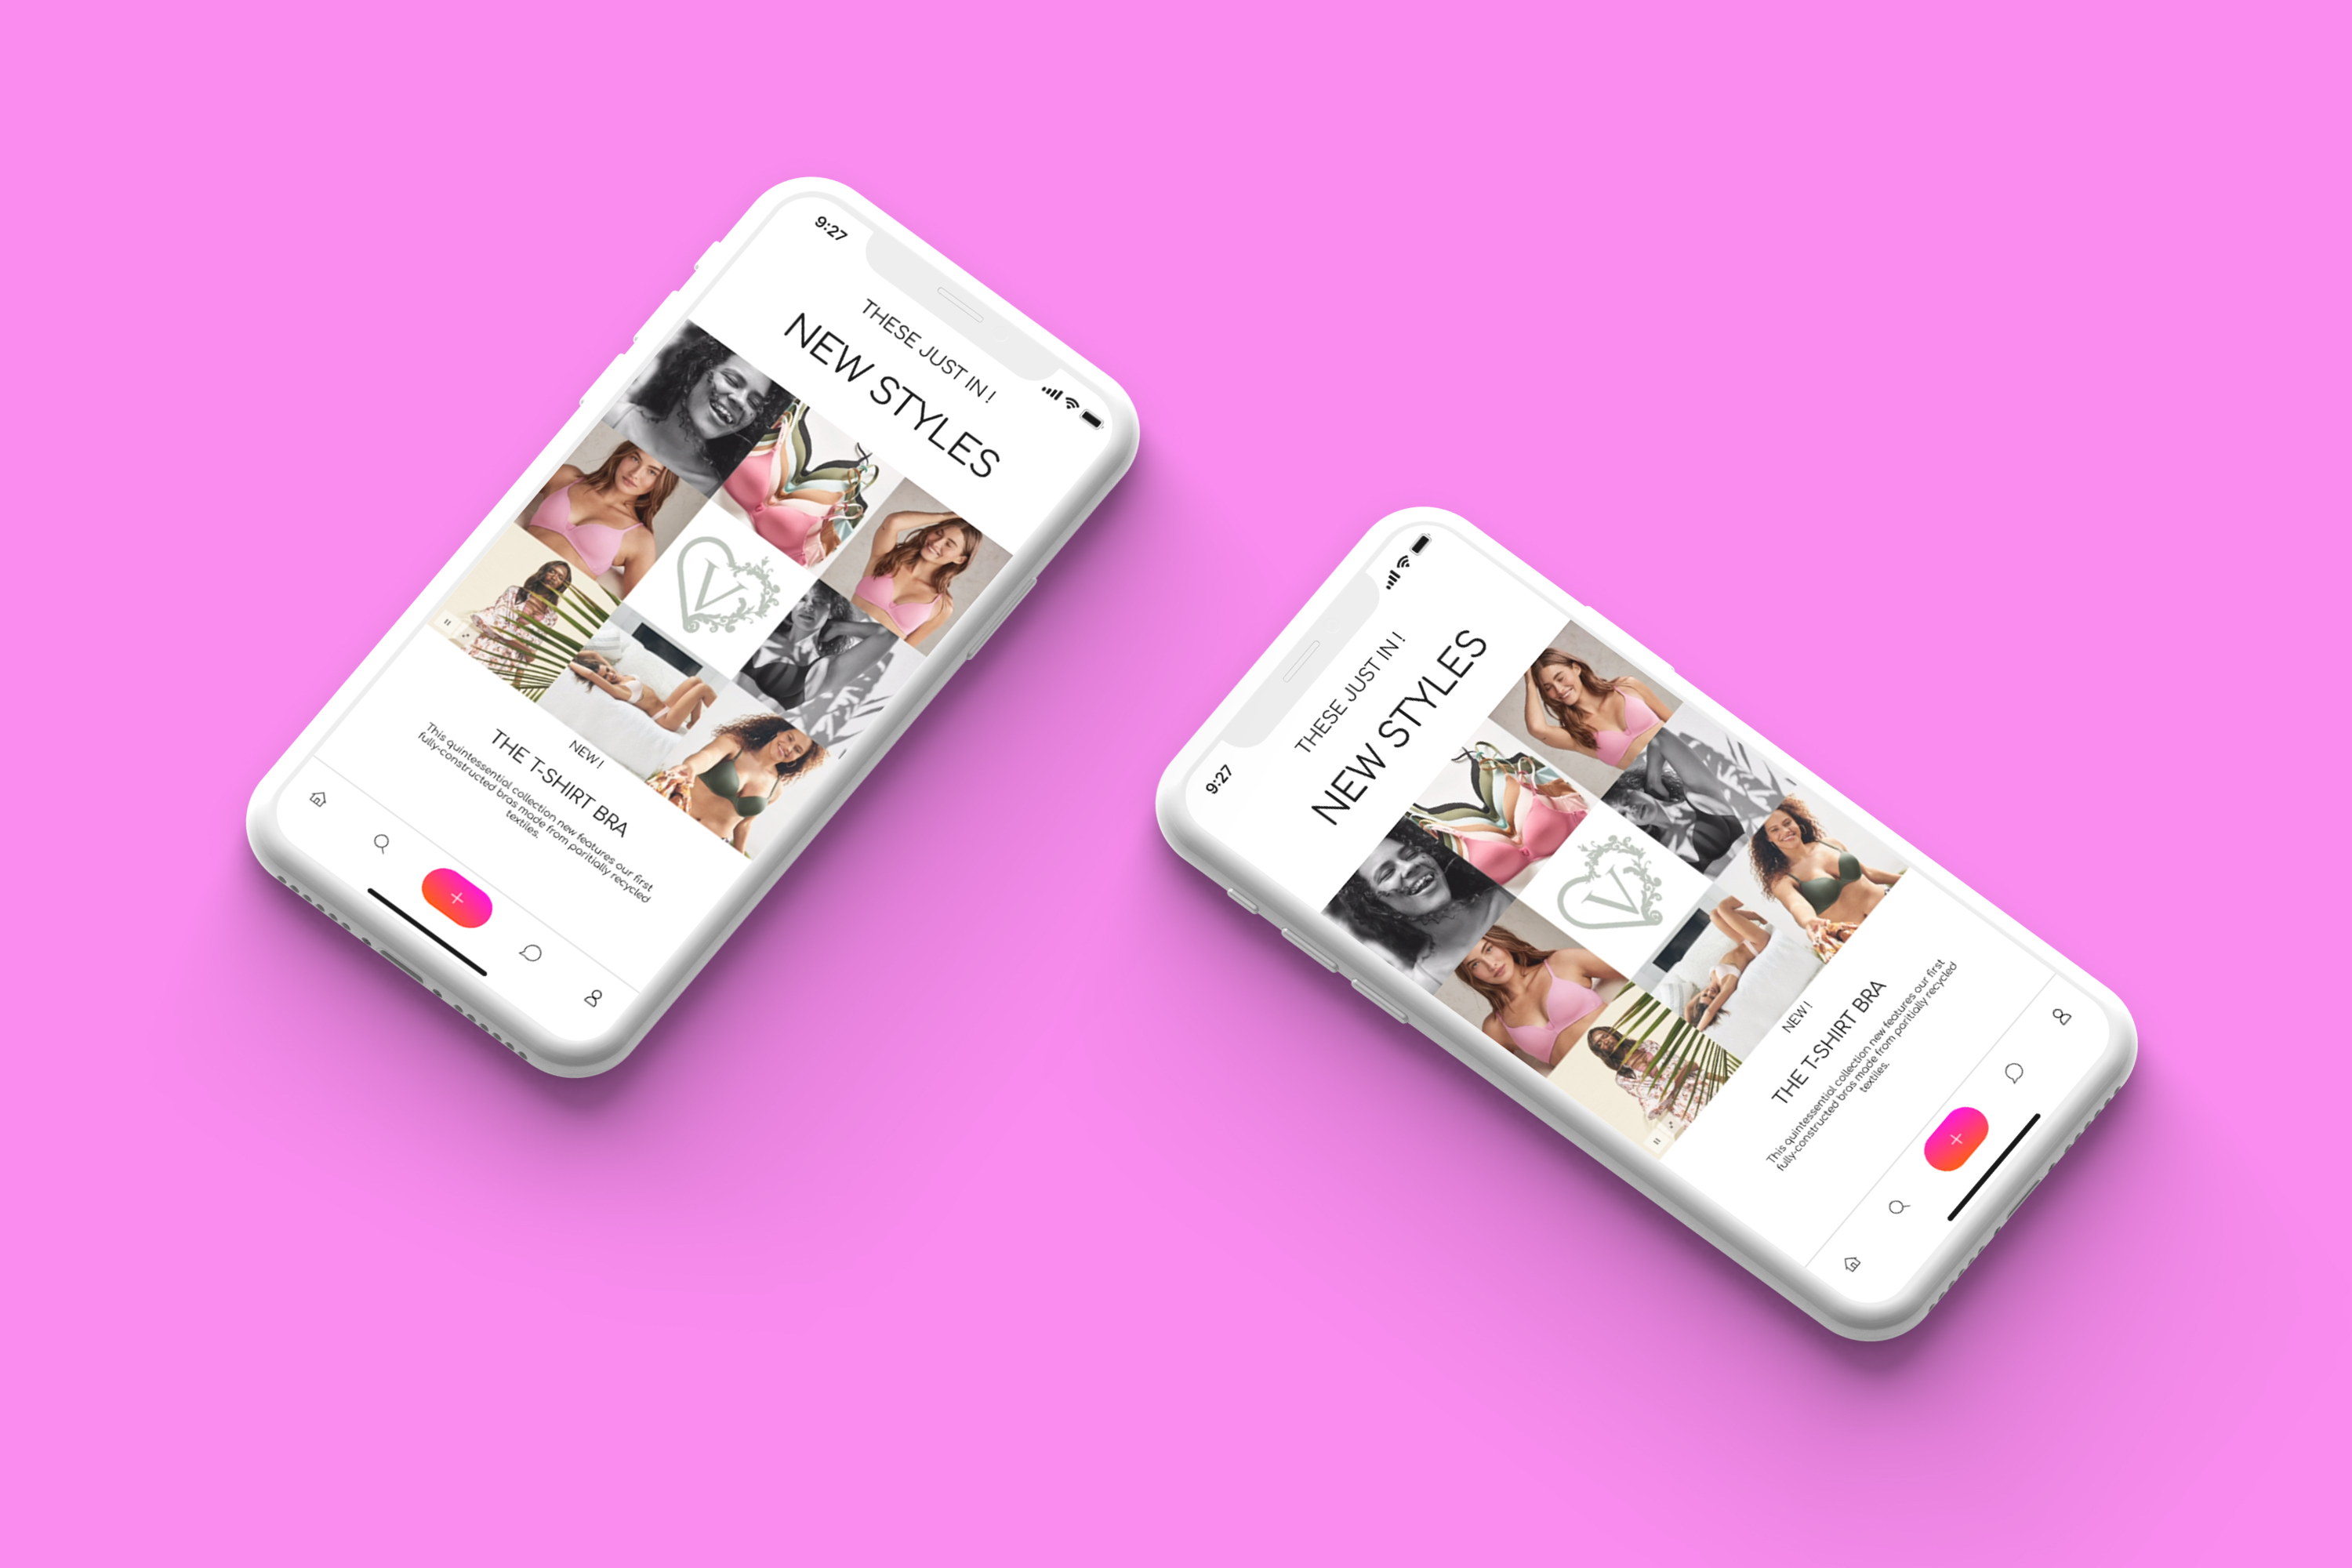 9:27
THESE JUST IN !
NEW STYLES
V
NEW !
THE T-SHIRT BRA
This quintessential collection new features our first
fully-constructed bras made from paritially recycled
textiles.
9:27
THESE JUST IN !
NEW STYLES
V
NEW !
THE T-SHIRT BRA
This quintessential collection new features our first
fully-constructed bras made from paritially recycled
textiles.